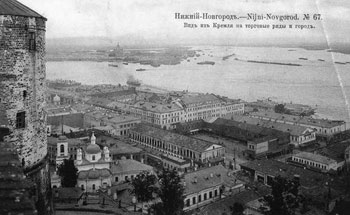 Нижній-Новгородъ.—Nijni-Novgorod. № 67.
Видъ изъ Кремля на торговые ряды и городъ.